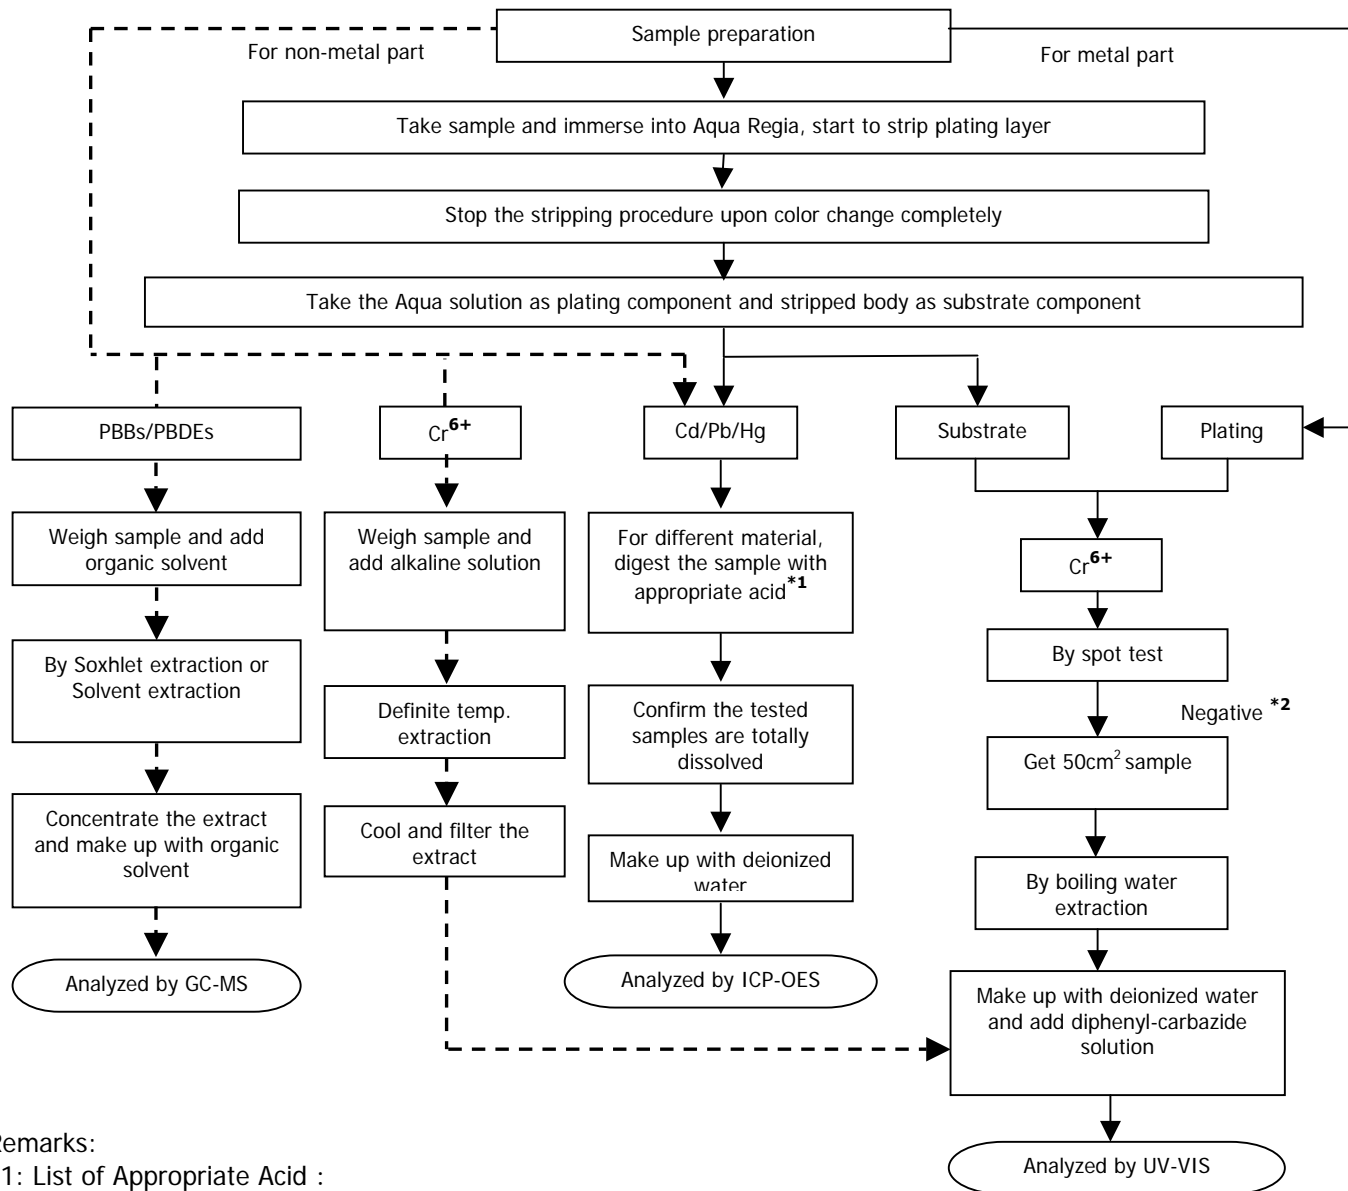 Sample preparation
For non-metal part
For metal part
Take sample and immerse into Aqua Regia, start to strip plating layer
Stop the stripping procedure upon color change completely
Take the Aqua solution as plating component and stripped body as substrate component
PBBs/PBDEs
Cr6+
Cd/Pb/Hg
Substrate
Plating
Weigh sample and add
organic solvent
Weigh sample and
add alkaline solution
For different material,
digest the sample with
appropriate acid*1
Cr6+
By Soxhlet extraction or
Solvent extraction
Definite temp.
extraction
Confirm the tested
samples are totally
dissolved
By spot test
Negative *2
Get 50cm2 sample
Concentrate the extract
and make up with organic
solvent
Cool and filter the
extract
Make up with deionized
water
By boiling water
extraction
Analyzed by GC-MS
Analyzed by ICP-OES
Make up with deionized water
and add diphenyl-carbazide
solution
Analyzed by UV-VIS
Remarks:
1: List of Appropriate Acid :